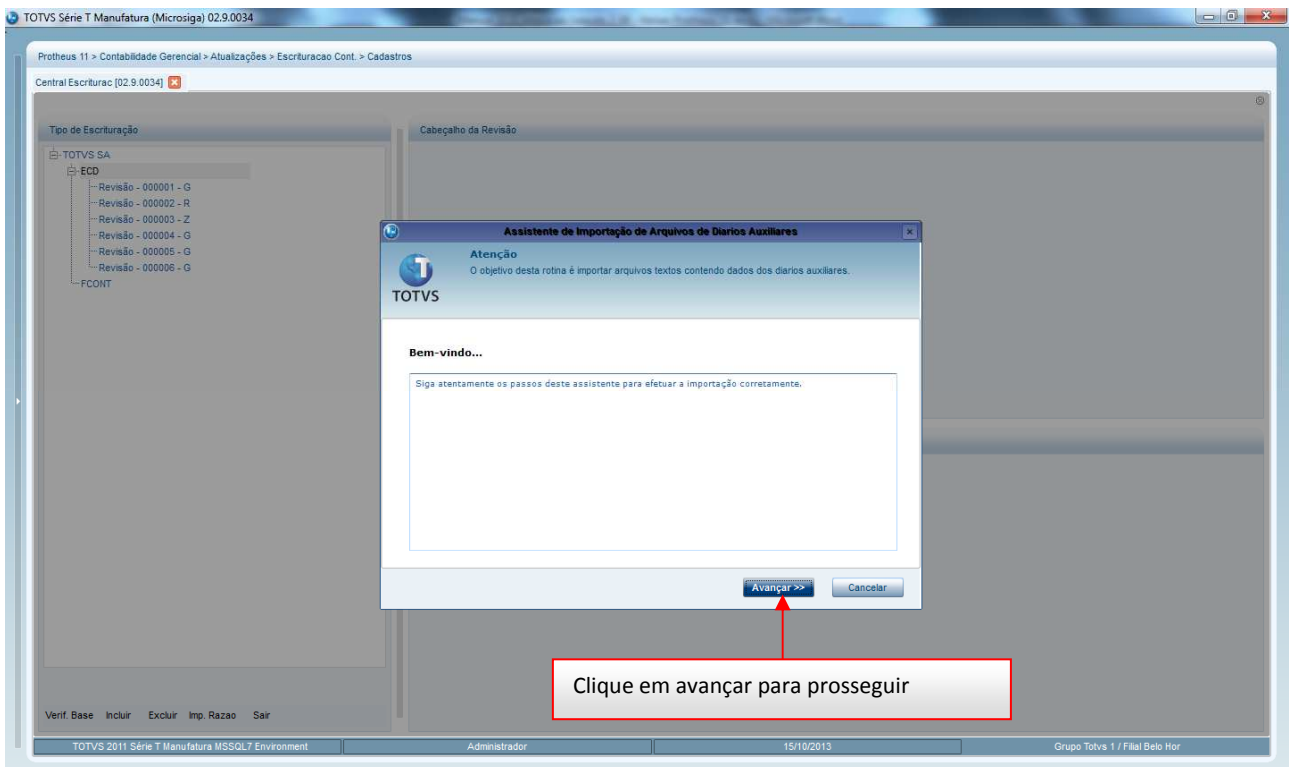 TOTVS Série T Manufatura (Microsiga) 02.9.0034
Protheus 11 > Contabilidade Gerencial > Atualizações > Escrituracao Cont. > Cadastros
Central Escriturac [02.9.0034]
Tipo de Escrituração
Cabeçalho da Revisão
TOTVS SA
ECD
Revisão - 000001 - G
Revisão - 000002 - R
Revisão - 000003 - Z
Revisão - 000004 - G
Revisão - 000005 - G
Revisão - 000006 - G
FCONT
Assistente de Importação de Arquivos de Diarios Auxiliares
Atenção
O objetivo desta rotina é importar arquivos textos contendo dados dos diarios auxiliares.
TOTVS
Bem-vindo...
Siga atentamente os passos deste assistente para efetuar a importação corretamente.
Avançar >> Cancelar
Clique em avançar para prosseguir
Verif. Base Incluir Excluir Imp. Razao Sair
TOTVS 2011 Série T Manufatura MSSQL7 Environment Administrador 15/10/2013 Grupo Totvs 1 / Filial Belo Hor